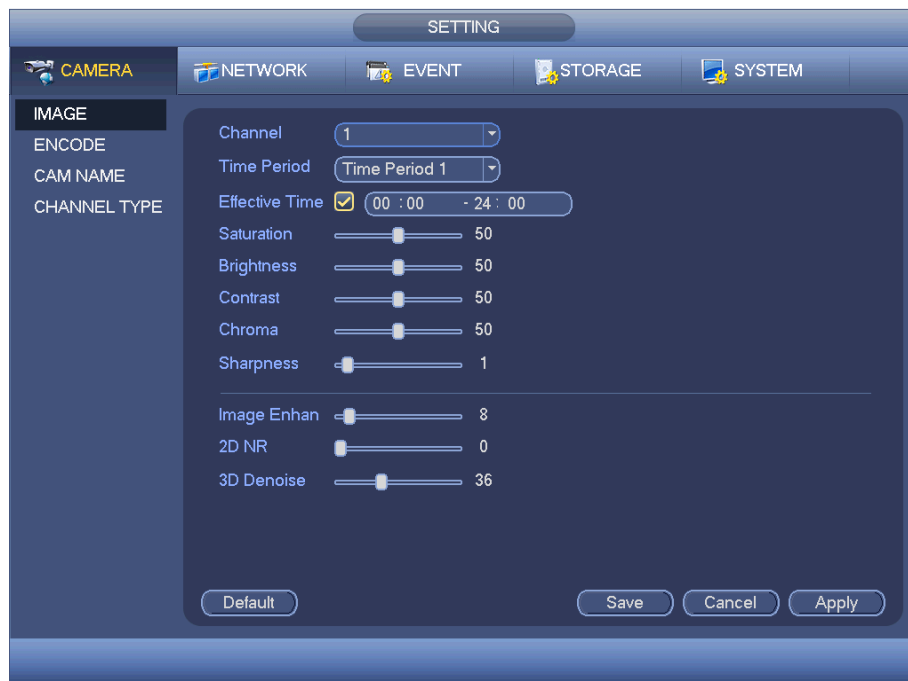 SETTING
CAMERA NETWORK EVENT STORAGE SYSTEM
IMAGE
ENCODE
CAM NAME
CHANNEL TYPE
Channel 1
Time Period Time Period 1
Effective Time 00 : 00 - 24 : 00
Saturation 50
Brightness 50
Contrast 50
Chroma 50
Sharpness 1
Image Enhan 8
2D NR 0
3D Denoise 36
Default Save Cancel Apply